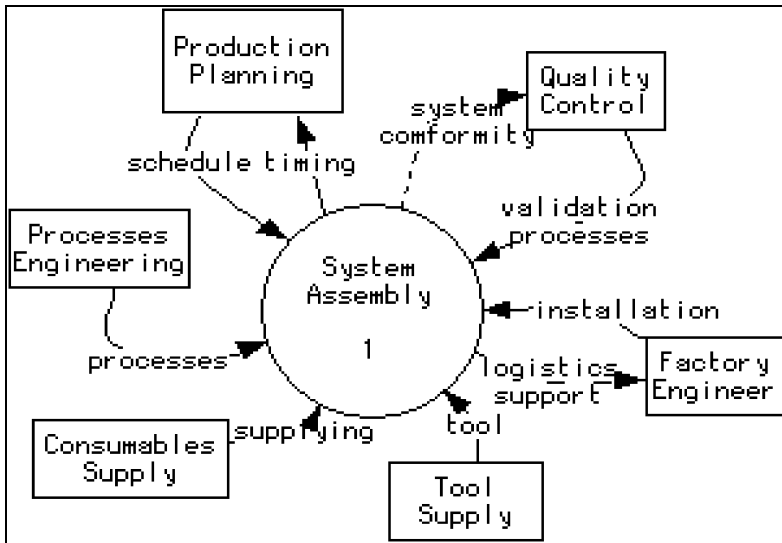 Production
Planning
Quality
Control
system
comformity
schedule timing
validation
processes
Processes
Engineering
System
Assembly
1
installation
processes
logistics
support
Factory
Engineer
supplying
tool
Consumables
Supply
Tool
Supply